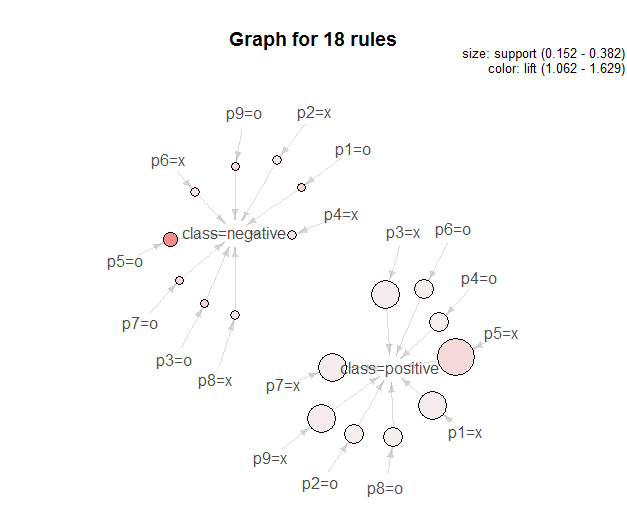 Graph for 18 rules
size: support (0.152 - 0.382)
color: lift (1.062 - 1.629)
p9=o
p2=x
p6=x
p1=o
p4=x
class=negative
p5=o
p7=o
p3=o
p8=x
p3=x
p6=o
p4=o
p5=x
class=positive
p7=x
p1=x
p9=x
p2=o
p8=o